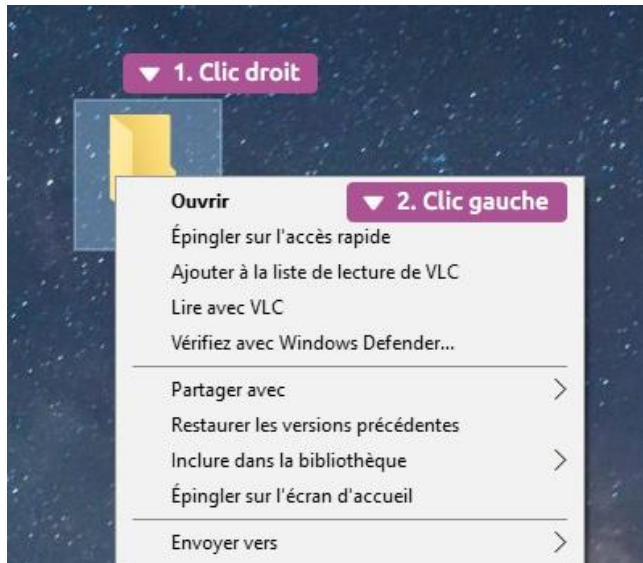 1. Clic droit
Ouvrir
2. Clic gauche
Épingler sur l'accès rapide
Ajouter à la liste de lecture de VLC
Lire avec VLC
Vérifiez avec Windows Defender...
Partager avec
Restaurer les versions précédentes
Inclure dans la bibliothèque
Épingler sur l'écran d'accueil
Envoyer vers